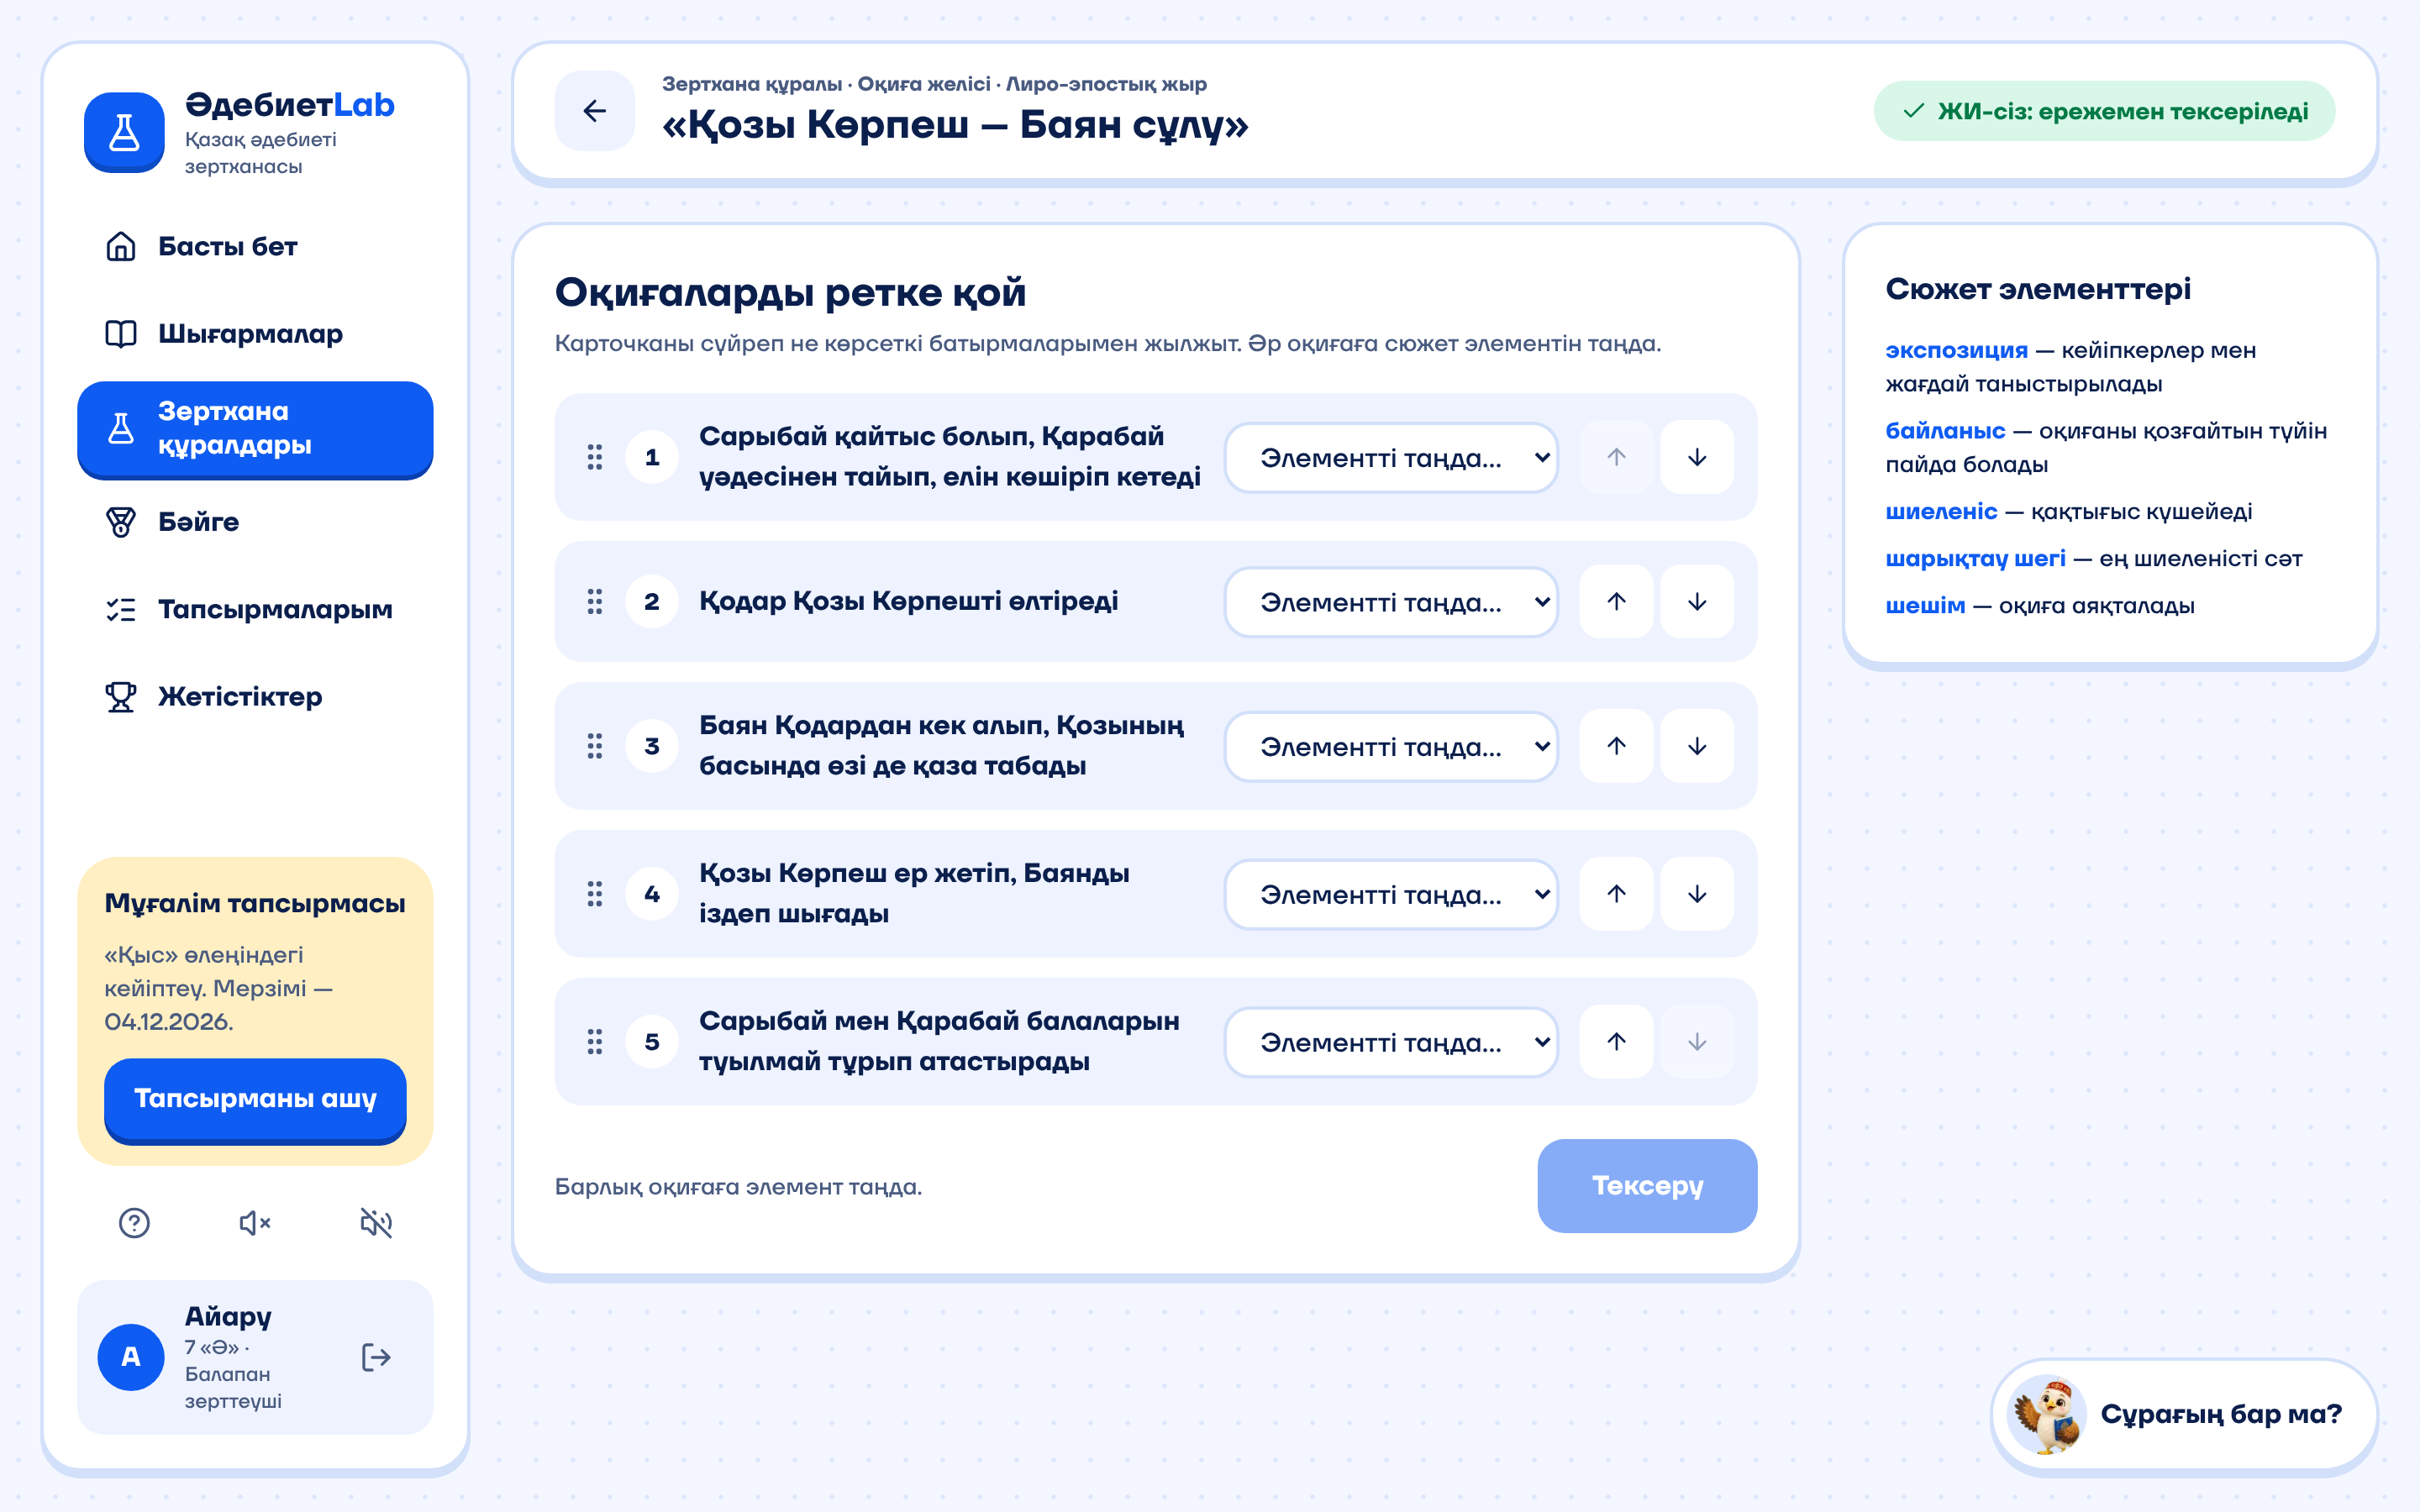 ӘдебиетLab
Қазақ әдебиеті
зертханасы
Басты бет
Шығармалар
Зертхана
құралдары
Бәйге
Тапсырмаларым
Жетістіктер
Мұғалім тапсырмасы
«Қыс» өлеңіндегі
кейіптеу. Мерзімі —
04.12.2026.
Тапсырманы ашу
А
Айару
7 «Ә» ·
Балапан
зерттеуші
Зертхана құралы · Оқиға желісі · Лиро-эпостық жыр
«Қозы Көрпеш — Баян сұлу»
ЖИ-сіз: ережемен тексеріледі
Оқиғаларды ретке қой
Карточканы сүйреп не көрсеткі батырмаларымен жылжыт. Әр оқиғаға сюжет элементін таңда.
1
Сарыбай қайтыс болып, Қарабай
уәдесінен тайып, елін көшіріп кетеді
Элементті таңда...
2
Қодар Қозы Көрпешті өлтіреді
Элементті таңда...
3
Баян Қодардан кек алып, Қозының
басында өзі де қаза табады
Элементті таңда...
4
Қозы Көрпеш ер жетіп, Баянды
іздеп шығады
Элементті таңда...
5
Сарыбай мен Қарабай балаларын
туылмай тұрып атастырады
Элементті таңда...
Барлық оқиғаға элемент таңда.
Тексеру
Сюжет элементтері
экспозиция — кейіпкерлер мен
жағдай таныстырылады
байланыс — оқиғаны қозғайтын түйін
пайда болады
шиеленіс — қақтығыс күшейеді
шарықтау шегі — ең шиеленісті сәт
шешім — оқиға аяқталады
Сұрағың бар ма?